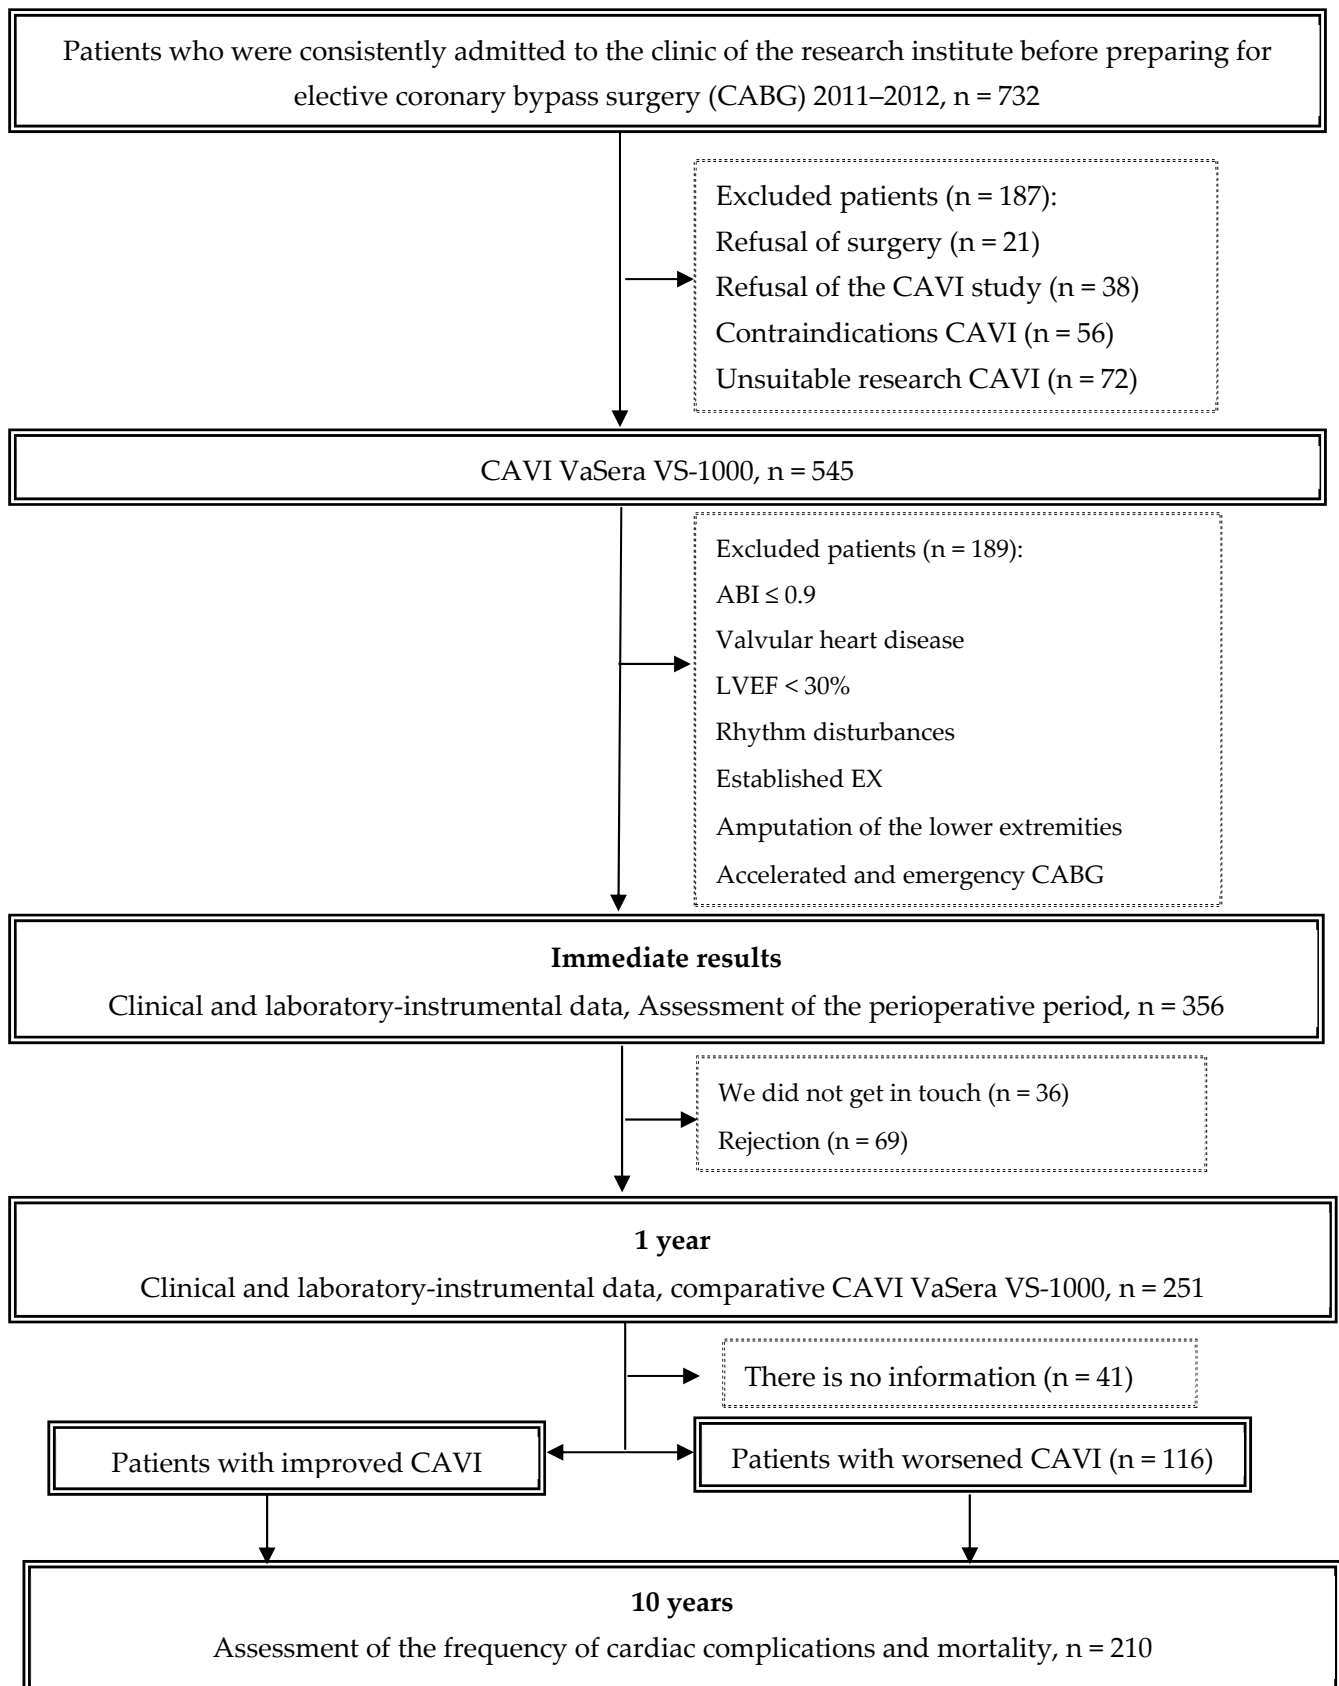 Patients who were consistently admitted to the clinic of the research institute before preparing for
elective coronary bypass surgery (CABG) 2011–2012, n = 732
Excluded patients (n = 187):
Refusal of surgery (n = 21)
Refusal of the CAVI study (n = 38)
Contraindications CAVI (n = 56)
Unsuitable research CAVI (n = 72)
CAVI VaSera VS-1000, n = 545
Excluded patients (n = 189):
ABI ≤ 0.9
Valvular heart disease
LVEF < 30%
Rhythm disturbances
Established EX
Amputation of the lower extremities
Accelerated and emergency CABG
Immediate results
Clinical and laboratory-instrumental data, Assessment of the perioperative period, n = 356
We did not get in touch (n = 36)
Rejection (n = 69)
1 year
Clinical and laboratory-instrumental data, comparative CAVI VaSera VS-1000, n = 251
There is no information (n = 41)
Patients with improved CAVI
Patients with worsened CAVI (n = 116)
10 years
Assessment of the frequency of cardiac complications and mortality, n = 210